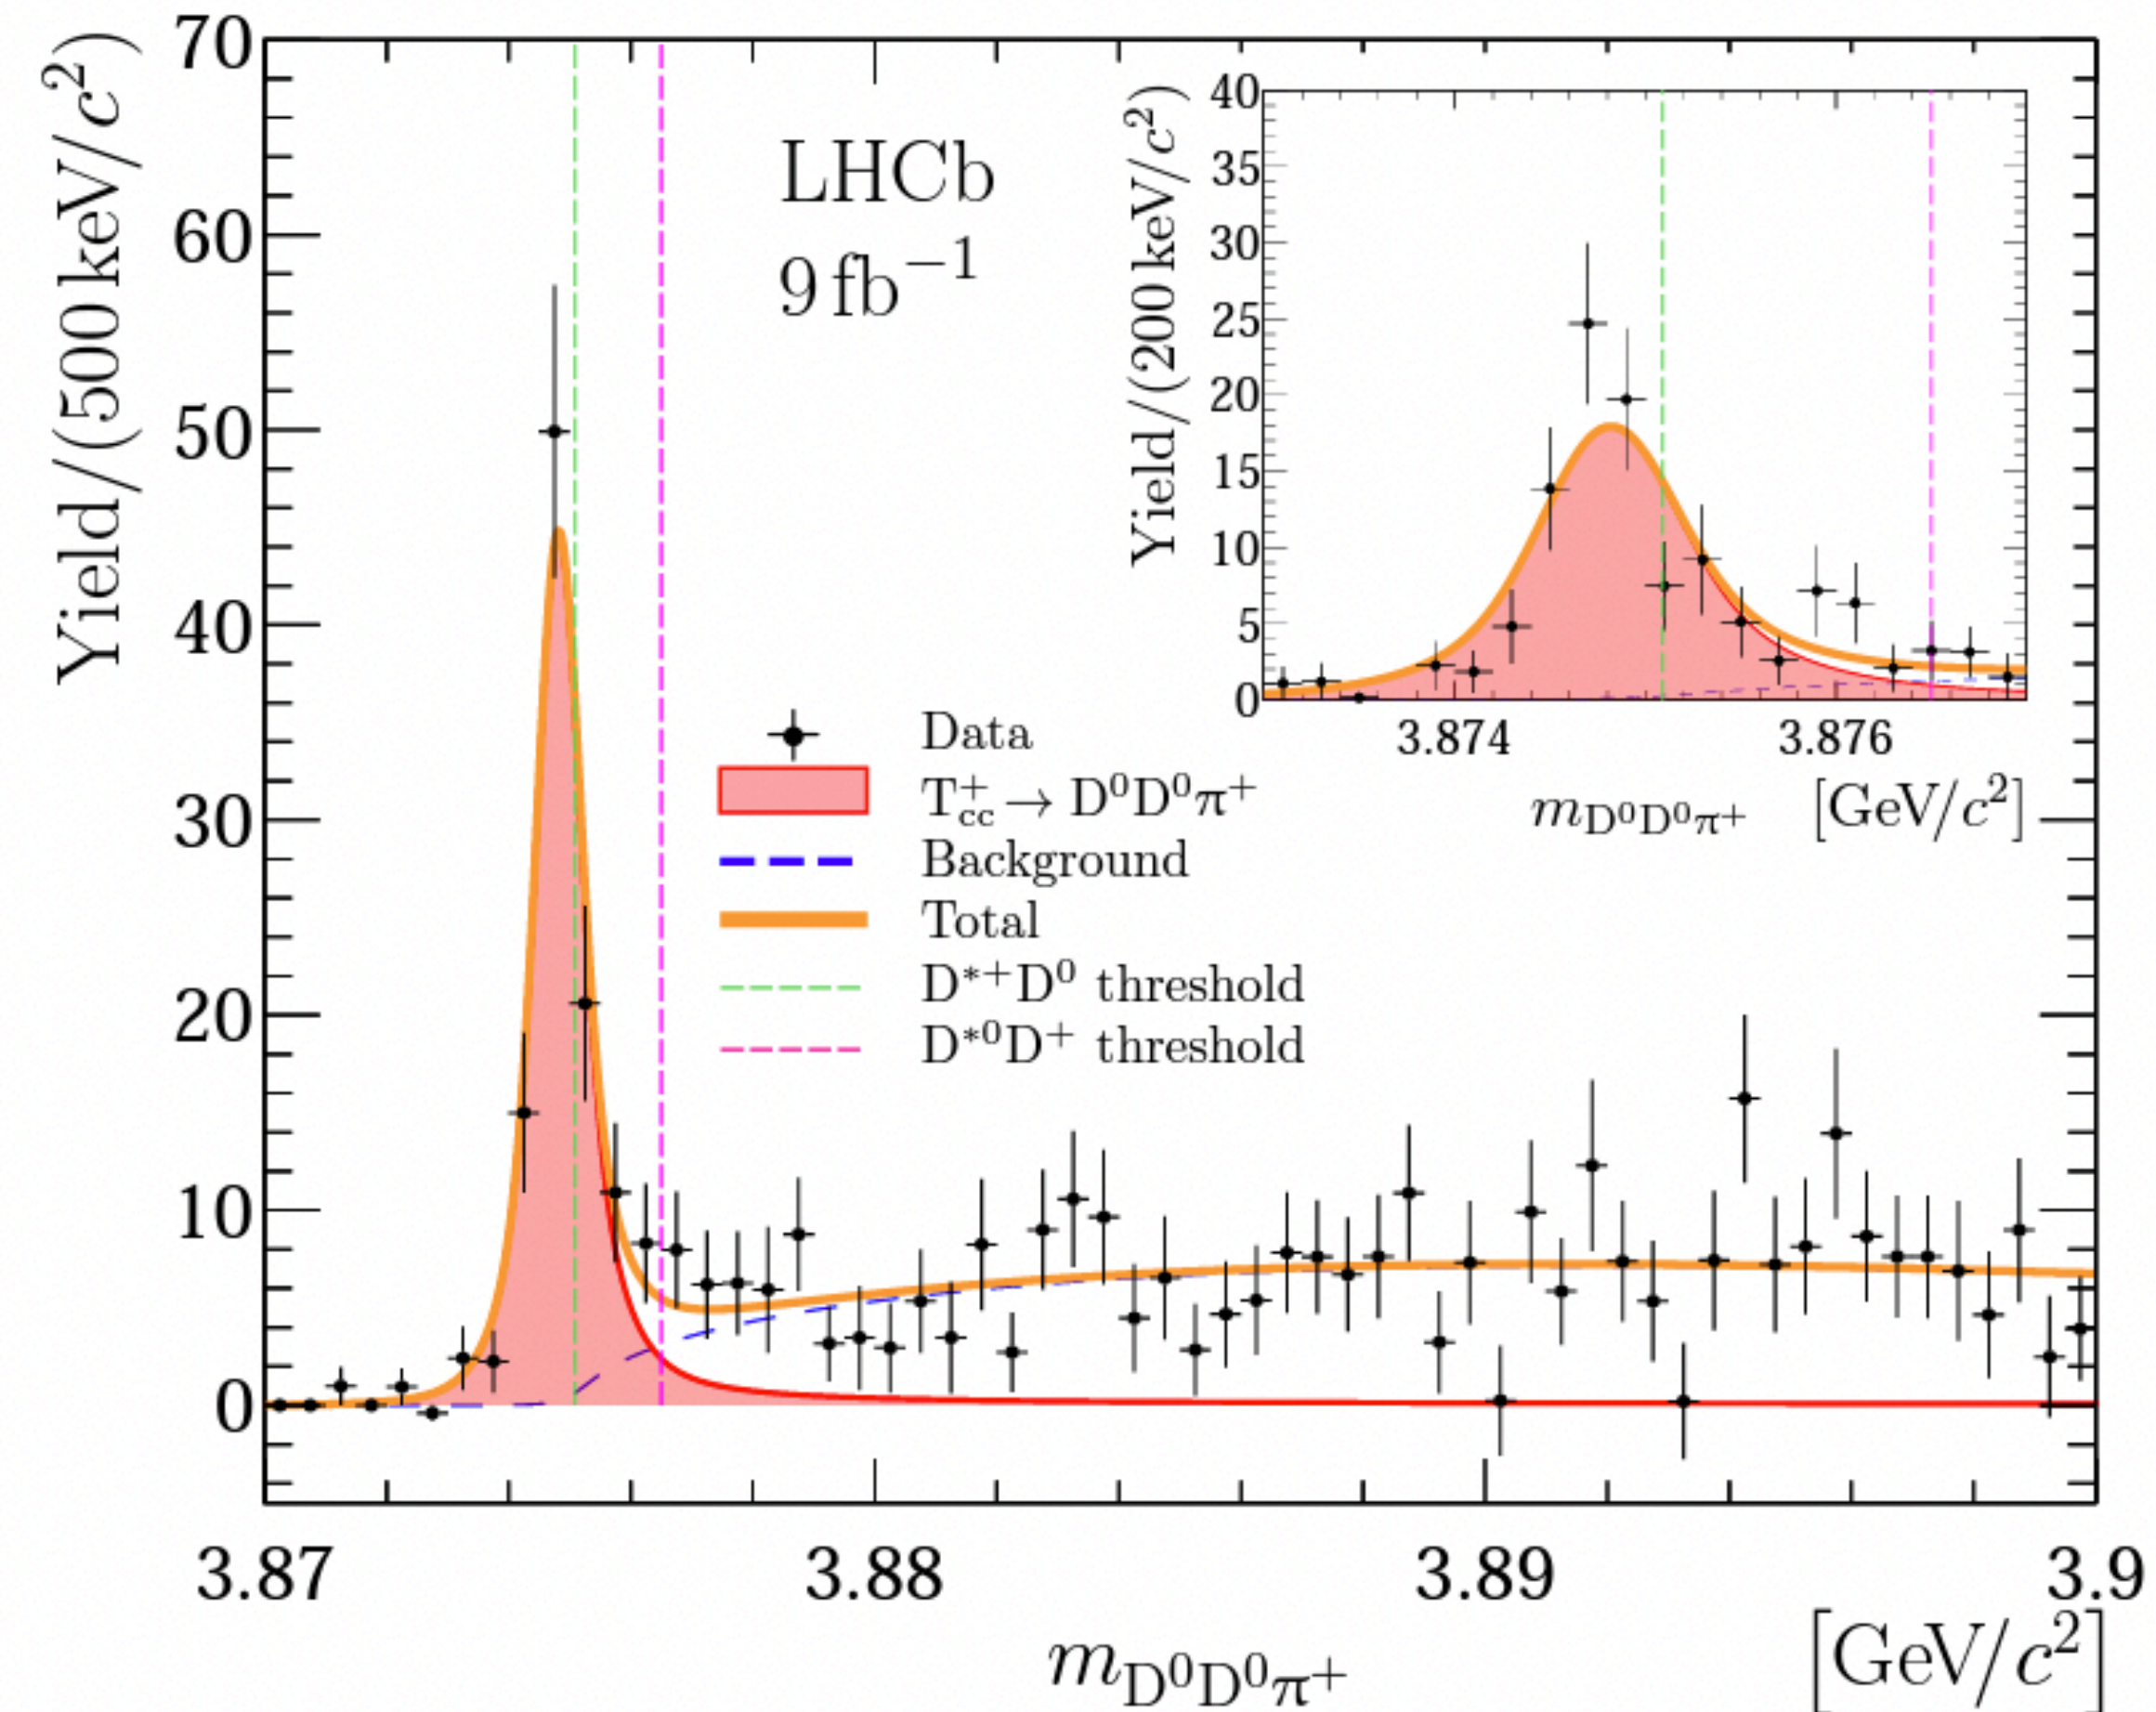 Yield/(500 keV/c²)
70
60
50
40
30
20
10
0
LHCb
9 fb⁻¹
Data
T⁺cc → D⁰D⁰π⁺
Background
Total
D*⁺D⁰ threshold
D*⁰D⁺ threshold
Yield/(200 keV/c²)
40
35
30
25
20
15
10
5
0
3.874 3.876
m_D⁰D⁰π⁺ [GeV/c²]
3.87 3.88 3.89 3.9
m_D⁰D⁰π⁺ [GeV/c²]